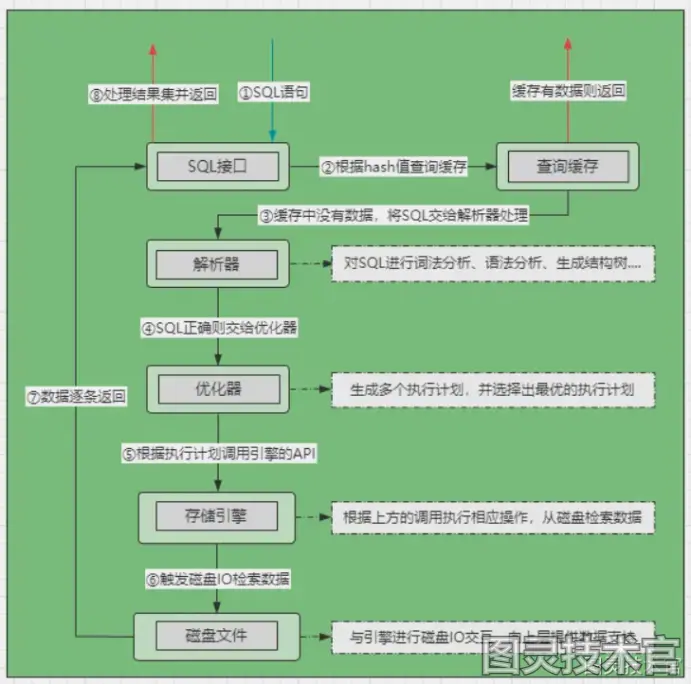 ⑧处理结果集并返回
①SQL语句
缓存有数据则返回
SQL接口
②根据hash值查询缓存
查询缓存
③缓存中没有数据，将SQL交给解析器处理
解析器
对SQL进行词法分析、语法分析、生成结构树....
④SQL正确则交给优化器
优化器
生成多个执行计划，并选择出最优的执行计划
⑦数据逐条返回
⑤根据执行计划调用引擎的API
存储引擎
根据上方的调用执行相应操作，从磁盘检索数据
⑥触发磁盘IO检索数据
磁盘文件
与引擎进行磁盘IO交互，向上层提供数据
图灵技术官